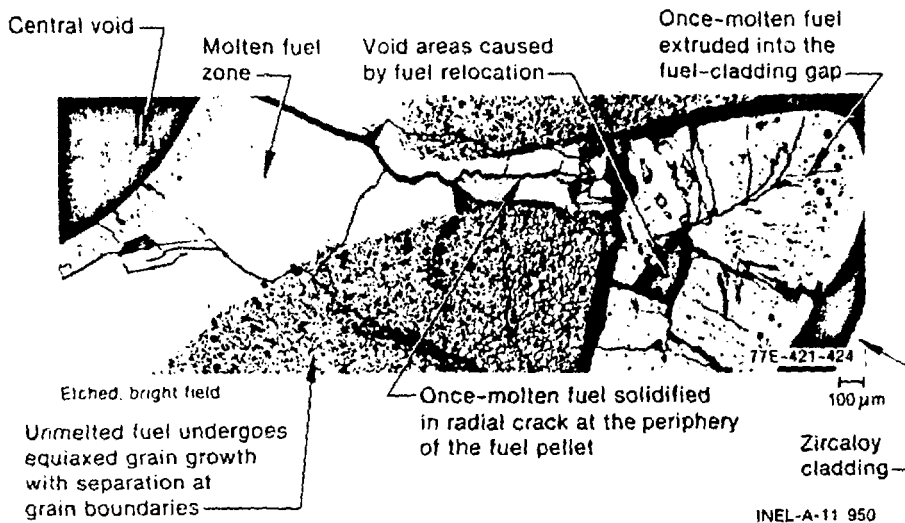 Central void
Molten fuel
zone
Void areas caused
by fuel relocation
Once-molten fuel
extruded into the
fuel-cladding gap
77E-421-424
100 μm
Etched, bright field
Unmelted fuel undergoes
equiaxed grain growth
with separation at
grain boundaries
Once-molten fuel solidified
in radial crack at the periphery
of the fuel pellet
Zircaloy
cladding
INEL-A-11 950